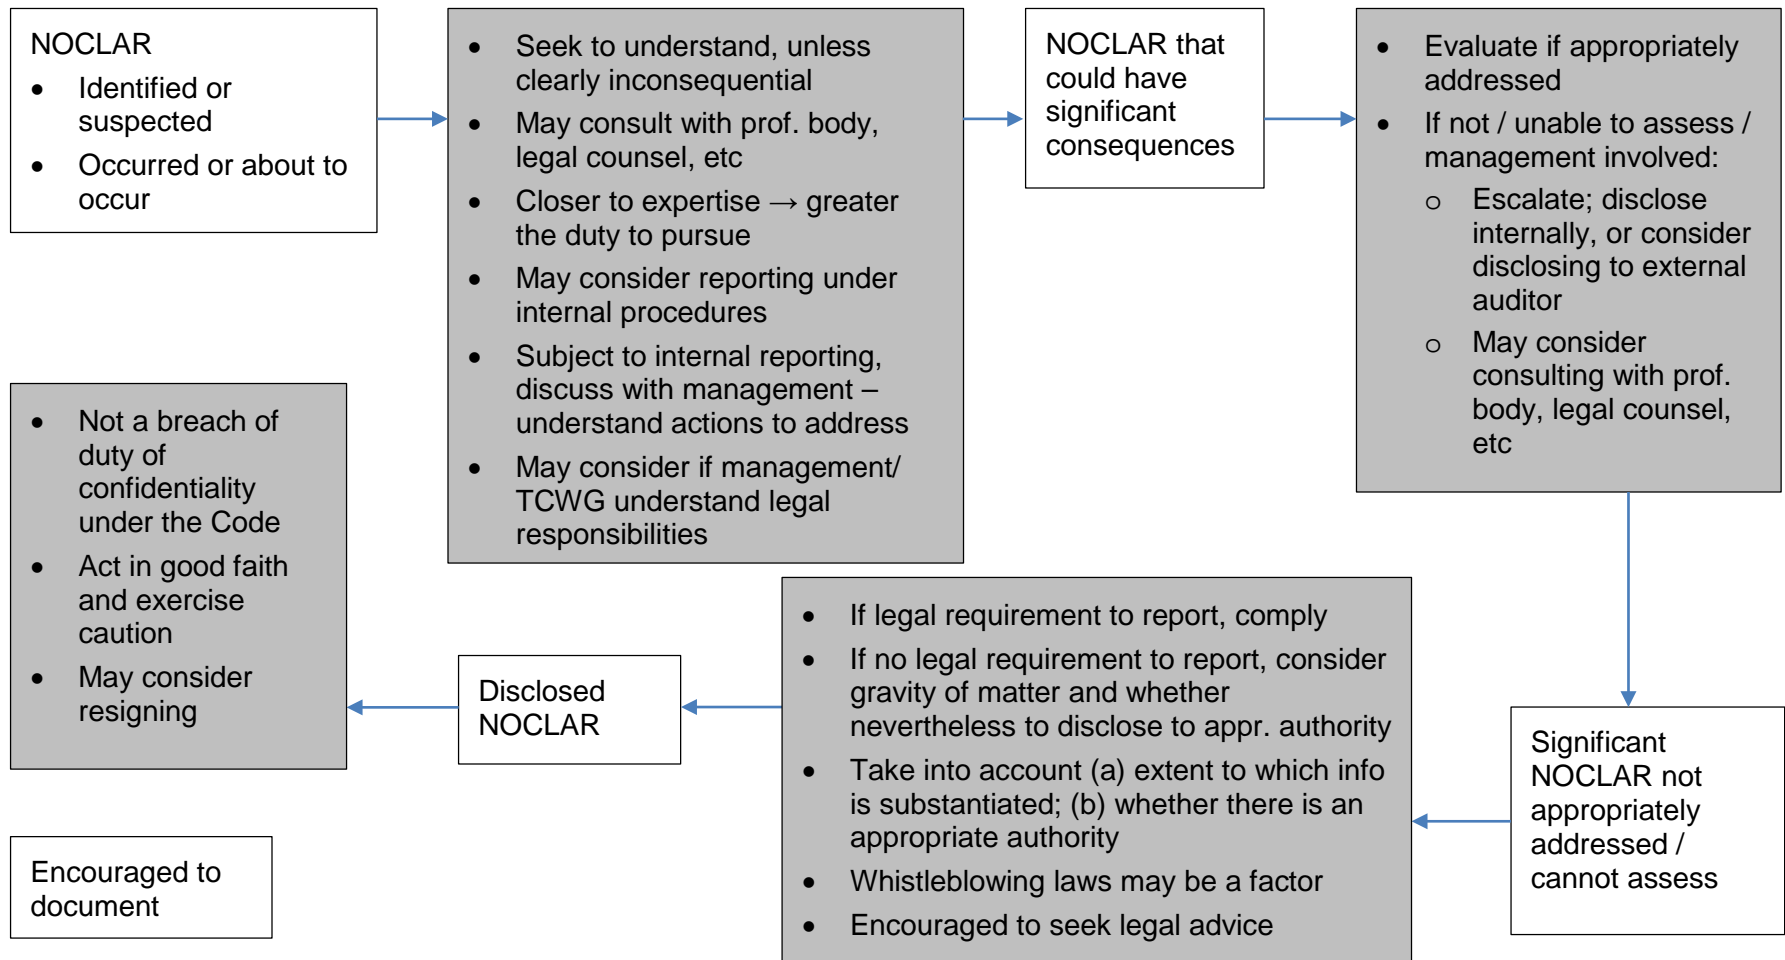 NOCLAR
• Identified or
suspected
• Occurred or about to
occur
• Seek to understand, unless
clearly inconsequential
• May consult with prof. body,
legal counsel, etc
• Closer to expertise → greater
the duty to pursue
• May consider reporting under
internal procedures
• Subject to internal reporting,
discuss with management –
understand actions to address
• May consider if management/
TCWG understand legal
responsibilities
NOCLAR that
could have
significant
consequences
• Evaluate if appropriately
addressed
• If not / unable to assess /
management involved:
o Escalate; disclose
internally, or consider
disclosing to external
auditor
o May consider
consulting with prof.
body, legal counsel,
etc
Significant
NOCLAR not
appropriately
addressed /
cannot assess
• If legal requirement to report, comply
• If no legal requirement to report, consider
gravity of matter and whether
nevertheless to disclose to appr. authority
• Take into account (a) extent to which info
is substantiated; (b) whether there is an
appropriate authority
• Whistleblowing laws may be a factor
• Encouraged to seek legal advice
Disclosed
NOCLAR
• Not a breach of
duty of
confidentiality
under the Code
• Act in good faith
and exercise
caution
• May consider
resigning
Encouraged to
document